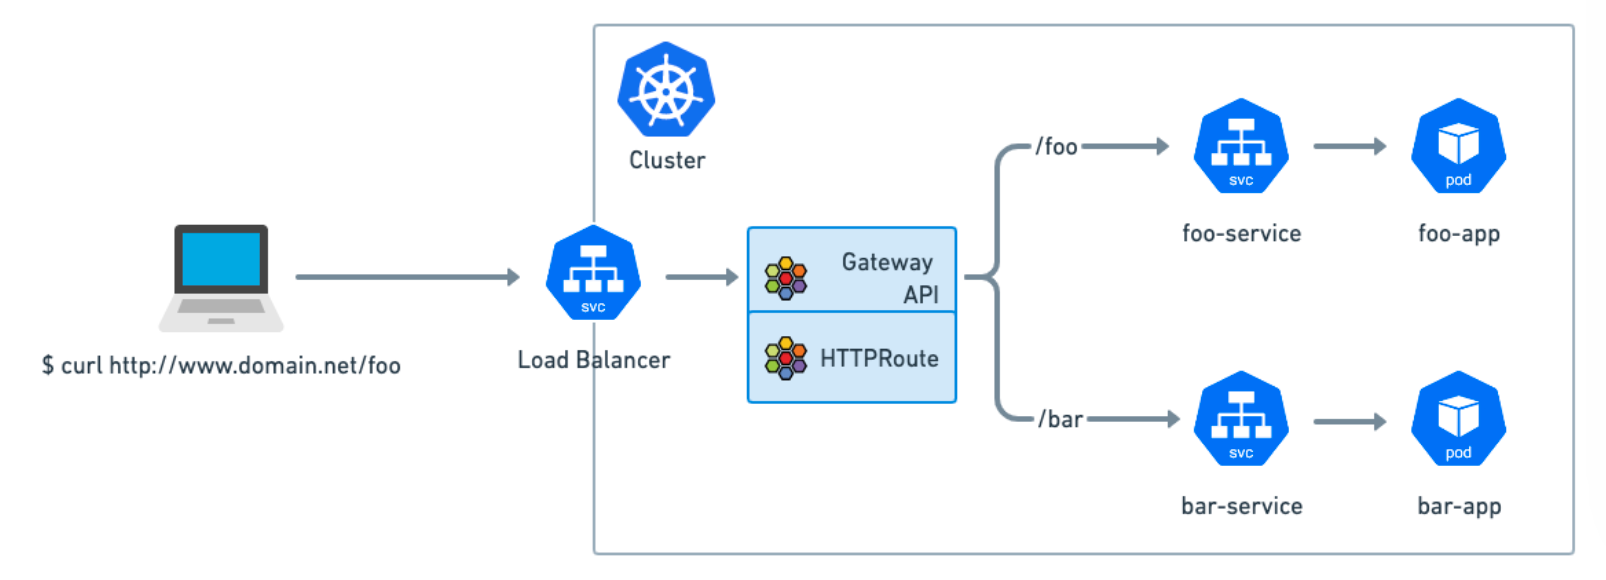 Cluster
$ curl http://www.domain.net/foo
svc
Load Balancer
Gateway
API
HTTPRoute
/foo
svc
foo-service
pod
foo-app
/bar
svc
bar-service
pod
bar-app